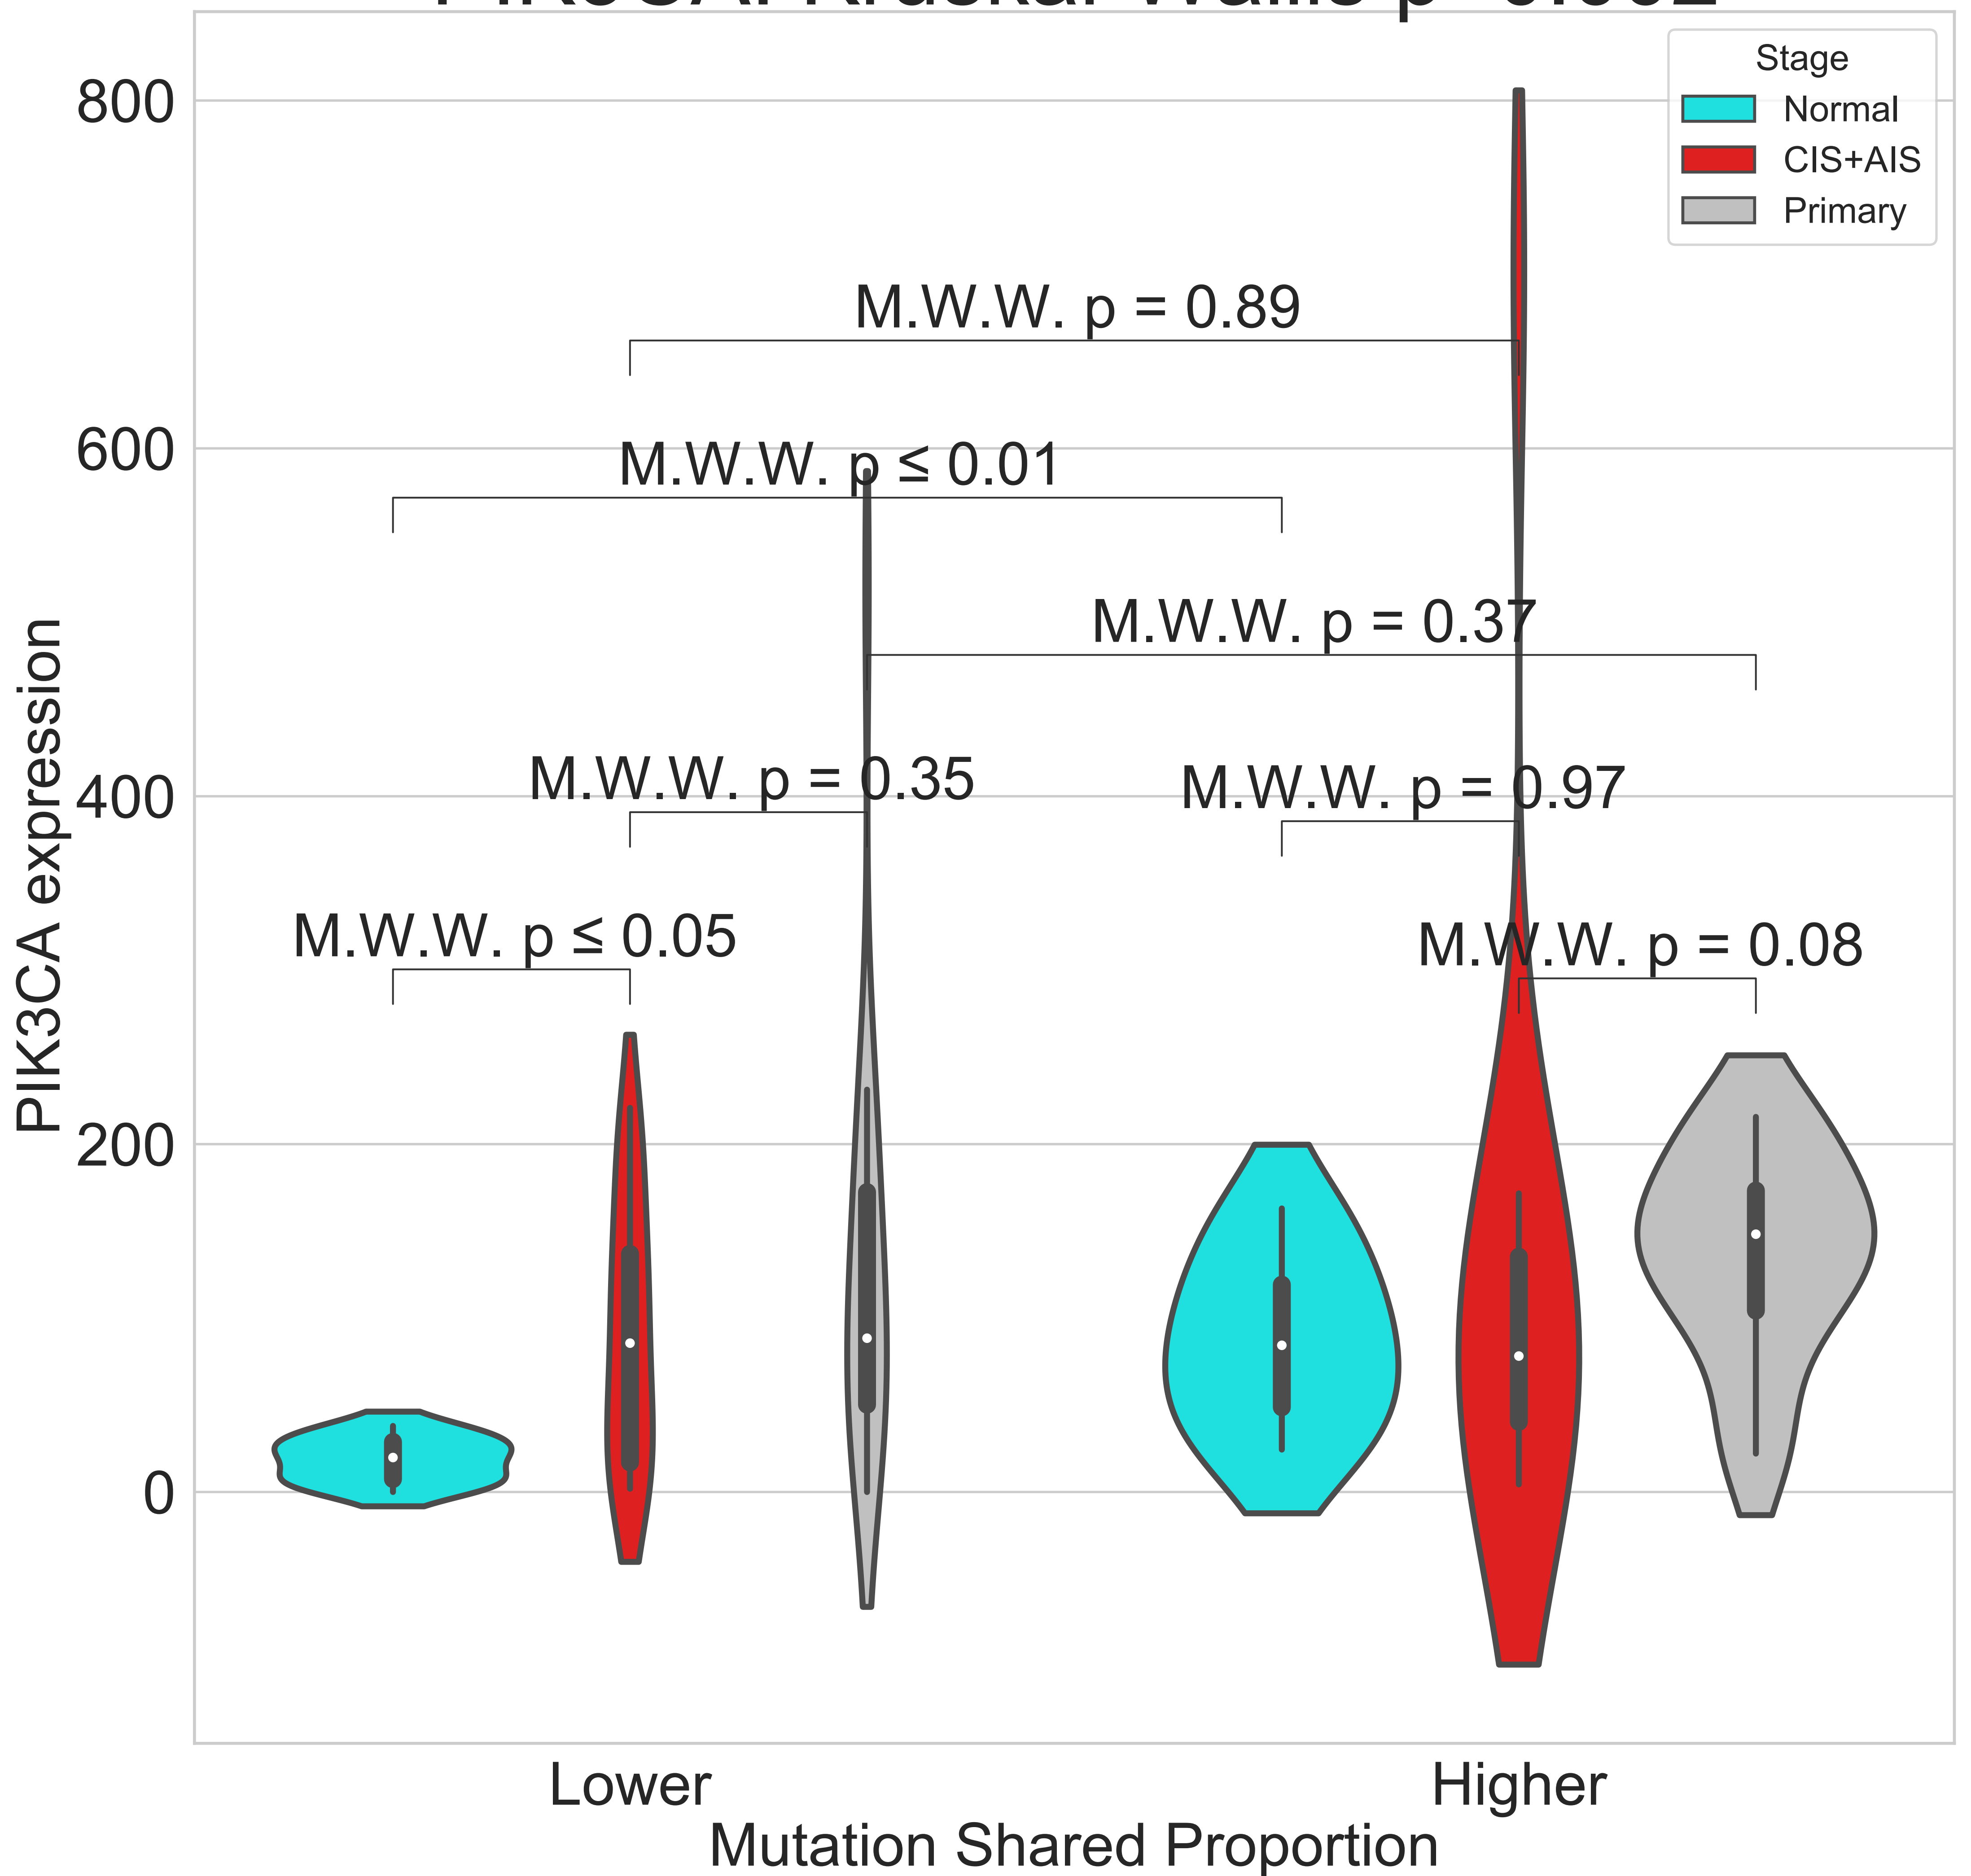 Stage
Normal
CIS+AIS
Primary
800
600
400
200
0
PIK3CA expression
M.W.W. p = 0.89
M.W.W. p ≤ 0.01
M.W.W. p = 0.37
M.W.W. p = 0.35
M.W.W. p = 0.97
M.W.W. p ≤ 0.05
M.W.W. p = 0.08
Lower
Higher
Mutation Shared Proportion